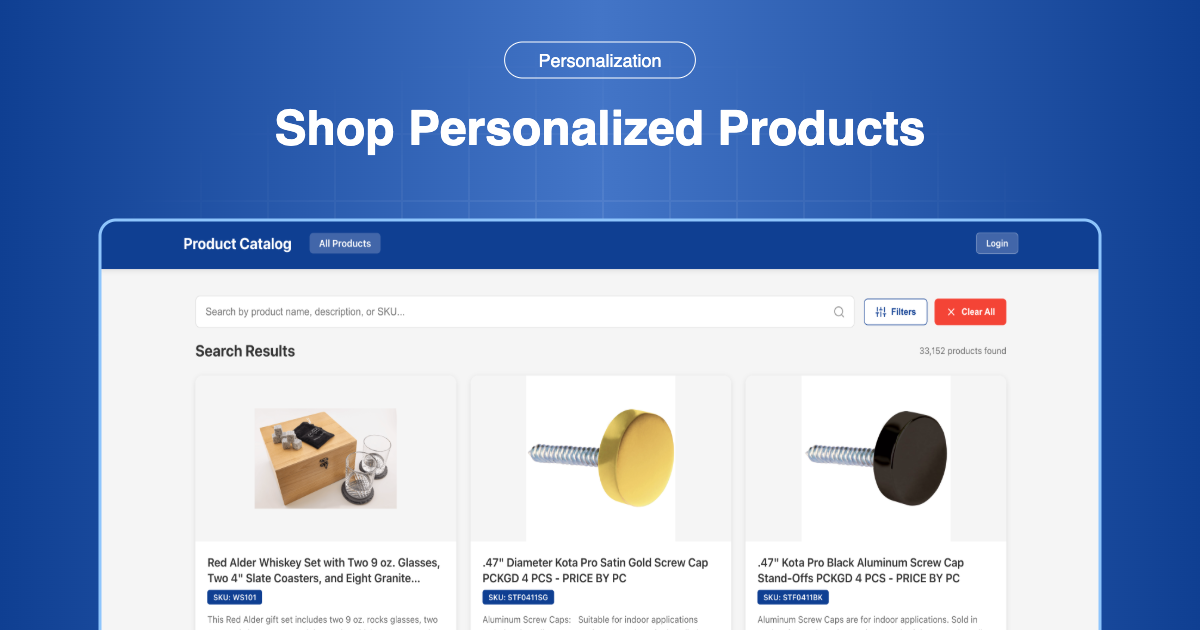 Personalization
Shop Personalized Products
Product Catalog
All Products
Login
Search by product name, description, or SKU...
Filters
Clear All
Search Results
33,152 products found
Red Alder Whiskey Set with Two 9 oz. Glasses,
Two 4" Slate Coasters, and Eight Granite...
SKU: WS101
This Red Alder gift set includes two 9 oz. rocks glasses, two
.47" Diameter Kota Pro Satin Gold Screw Cap
PCKGD 4 PCS - PRICE BY PC
SKU: STF0411SG
Aluminum Screw Caps: Suitable for indoor applications
.47" Kota Pro Black Aluminum Screw Cap
Stand-Offs PCKGD 4 PCS - PRICE BY PC
SKU: STF0411BK
Aluminum Screw Caps are for indoor applications. Sold in